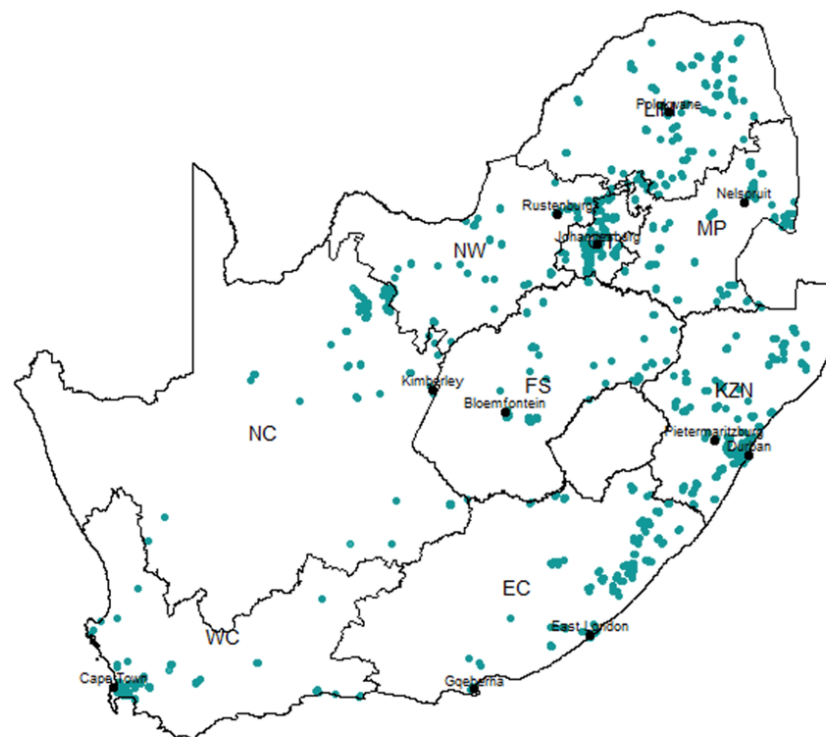 Polokwane
LIM
Nelspruit
Rustenburg
MP
Johannesburg
NW
Kimberley
FS
KZN
Bloemfontein
NC
Pietermaritzburg
Durban
EC
East London
WC
Cape Town
Gqeberha